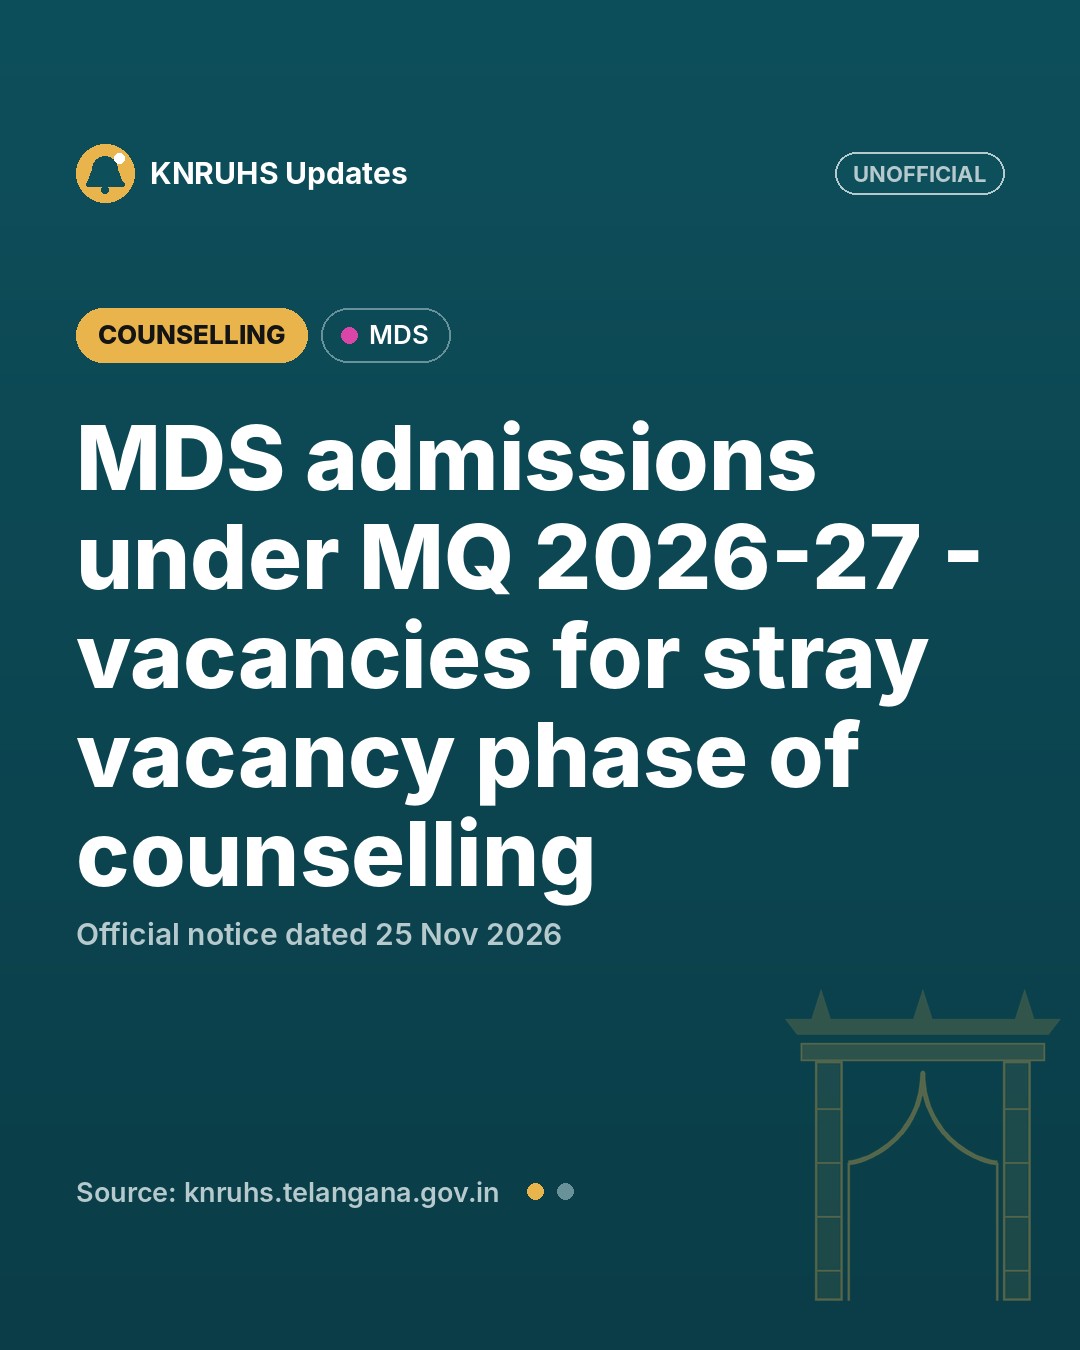 KNRUHS Updates
UNOFFICIAL
COUNSELLING
MDS
MDS admissions
under MQ 2026-27 -
vacancies for stray
vacancy phase of
counselling
Official notice dated 25 Nov 2026
Source: knruhs.telangana.gov.in